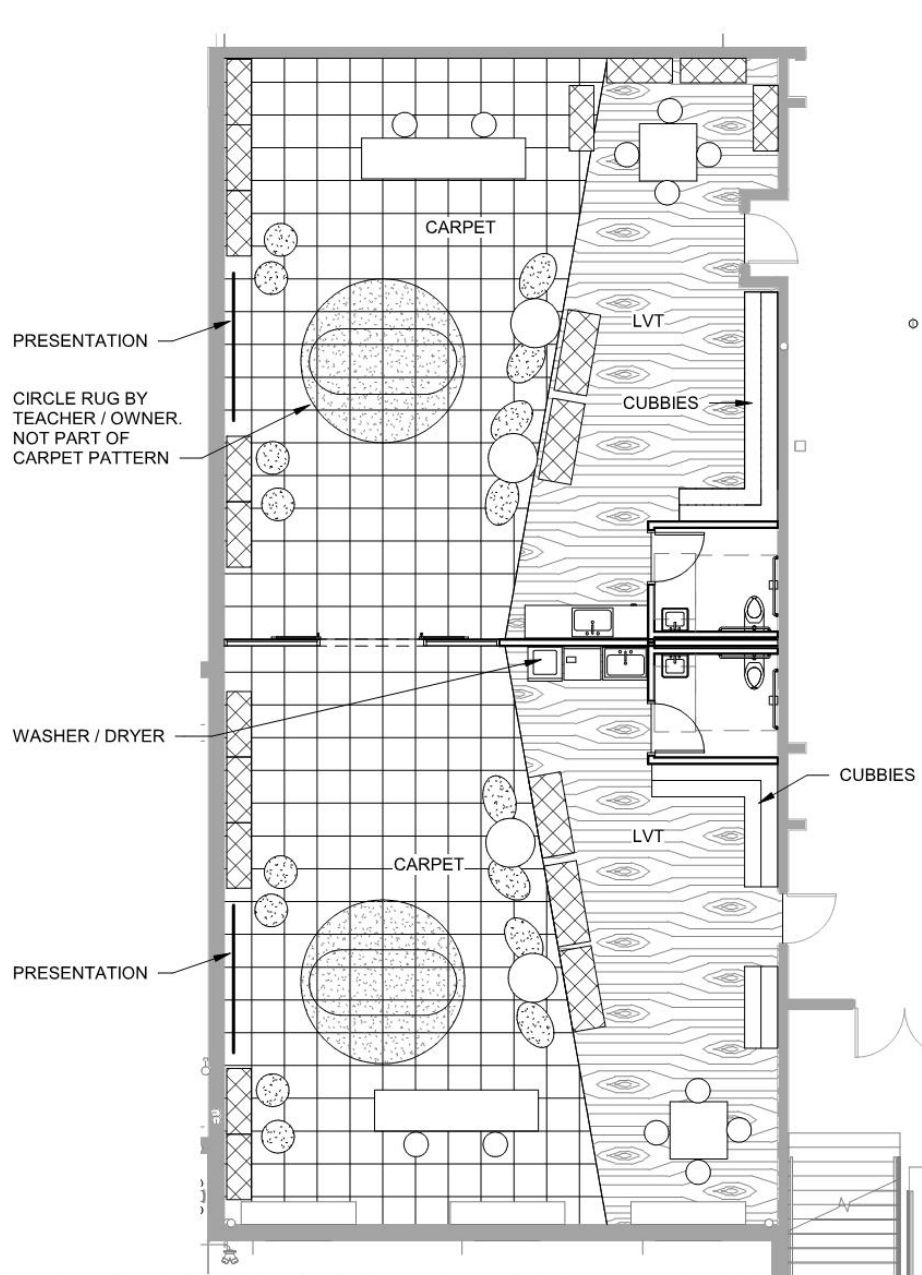 CARPET
PRESENTATION
LVT
CIRCLE RUG BY
TEACHER / OWNER.
NOT PART OF
CARPET PATTERN
CUBBIES
WASHER / DRYER
CUBBIES
LVT
CARPET
PRESENTATION